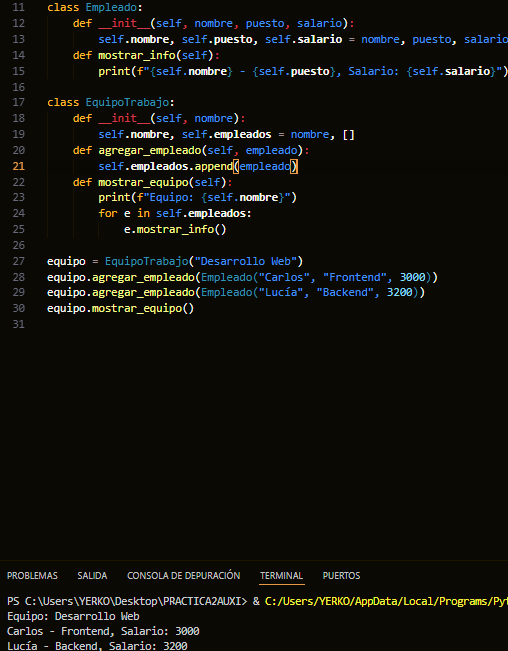 11 class Empleado:
12     def __init__(self, nombre, puesto, salario):
13         self.nombre, self.puesto, self.salario = nombre, puesto, salario
14     def mostrar_info(self):
15         print(f"{self.nombre} - {self.puesto}, Salario: {self.salario}")
16
17 class EquipoTrabajo:
18     def __init__(self, nombre):
19         self.nombre, self.empleados = nombre, []
20     def agregar_empleado(self, empleado):
21         self.empleados.append(empleado)
22     def mostrar_equipo(self):
23         print(f"Equipo: {self.nombre}")
24         for e in self.empleados:
25             e.mostrar_info()
26
27 equipo = EquipoTrabajo("Desarrollo Web")
28 equipo.agregar_empleado(Empleado("Carlos", "Frontend", 3000))
29 equipo.agregar_empleado(Empleado("Lucía", "Backend", 3200))
30 equipo.mostrar_equipo()
31
PROBLEMAS SALIDA CONSOLA DE DEPURACIÓN TERMINAL PUERTOS
PS C:\Users\YERKO\Desktop\PRACTICA2AUXI> & C:/Users/YERKO/AppData/Local/Programs/Pyt
Equipo: Desarrollo Web
Carlos - Frontend, Salario: 3000
Lucía - Backend, Salario: 3200